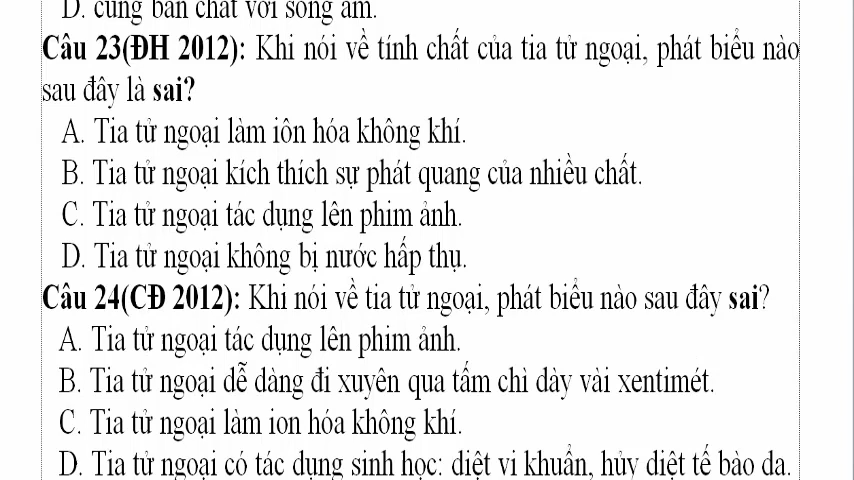 D. cùng bản chất với sóng âm.
Câu 23(ĐH 2012): Khi nói về tính chất của tia tử ngoại, phát biểu nào
sau đây là sai?
A. Tia tử ngoại làm iôn hóa không khí.
B. Tia tử ngoại kích thích sự phát quang của nhiều chất.
C. Tia tử ngoại tác dụng lên phim ảnh.
D. Tia tử ngoại không bị nước hấp thụ.
Câu 24(CĐ 2012): Khi nói về tia tử ngoại, phát biểu nào sau đây sai?
A. Tia tử ngoại tác dụng lên phim ảnh.
B. Tia tử ngoại dễ dàng đi xuyên qua tấm chì dày vài xentimét.
C. Tia tử ngoại làm ion hóa không khí.
D. Tia tử ngoại có tác dụng sinh học: diệt vi khuẩn, hủy diệt tế bào da.